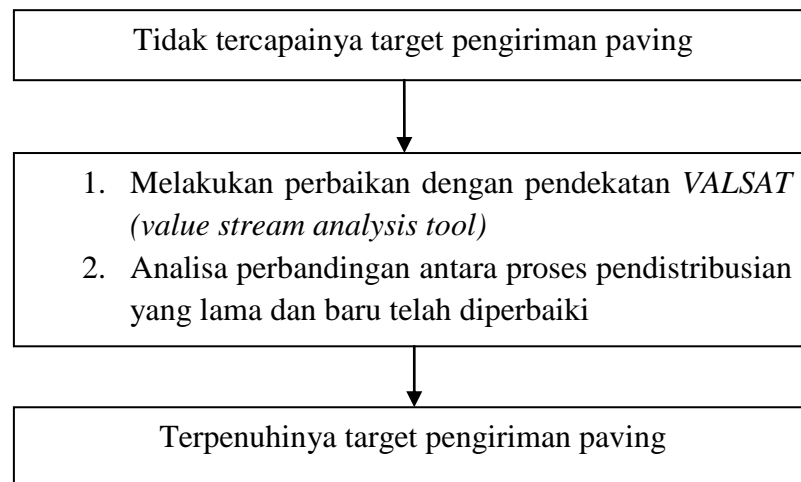 Tidak tercapainya target pengiriman paving
1. Melakukan perbaikan dengan pendekatan VALSAT
(value stream analysis tool)
2. Analisa perbandingan antara proses pendistribusian
yang lama dan baru telah diperbaiki
Terpenuhinya target pengiriman paving